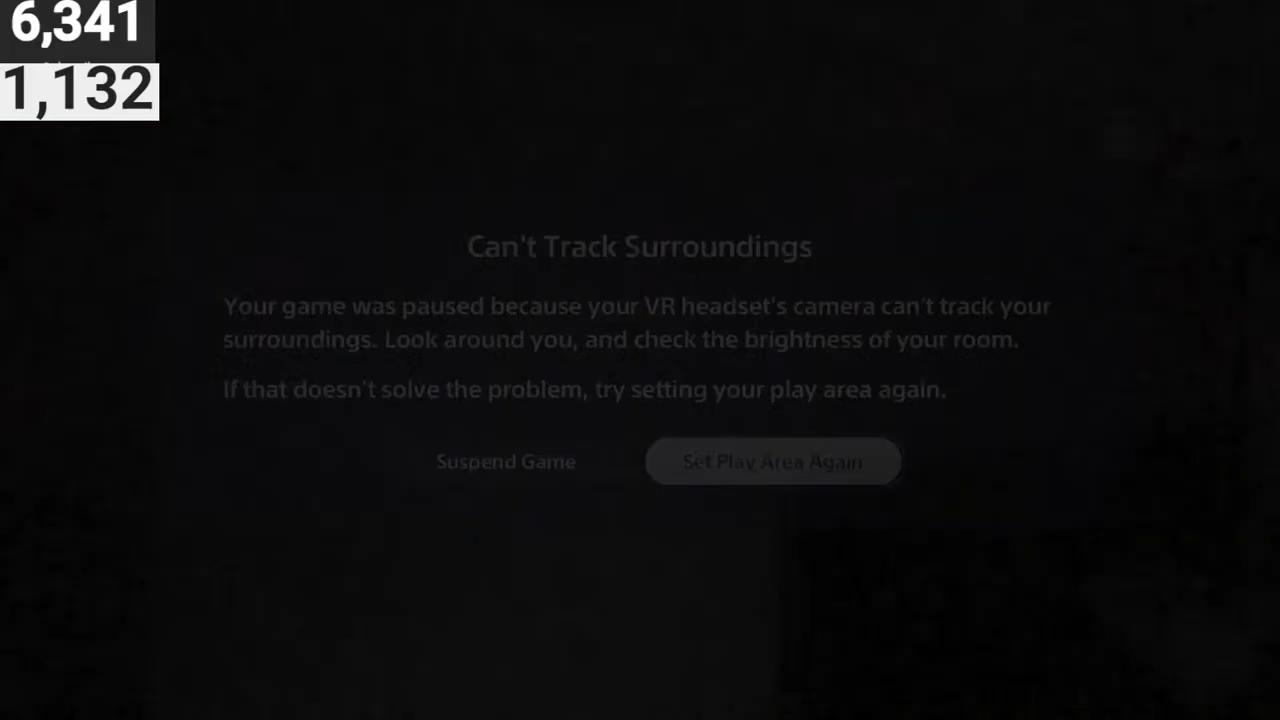 6,341
1,132
Can't Track Surroundings
Your game was paused because your VR headset's camera can't track your
surroundings. Look around you, and check the brightness of your room.
If that doesn't solve the problem, try setting your play area again.
Suspend Game
Set Play Area Again